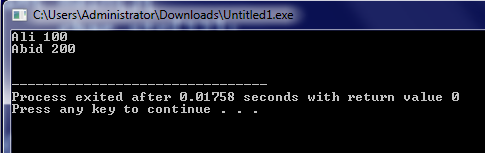 C:\Users\Administrator\Downloads\Untitled1.exe
Ali 100
Abid 200
--------------------------------
Process exited after 0.01758 seconds with return value 0
Press any key to continue . . .